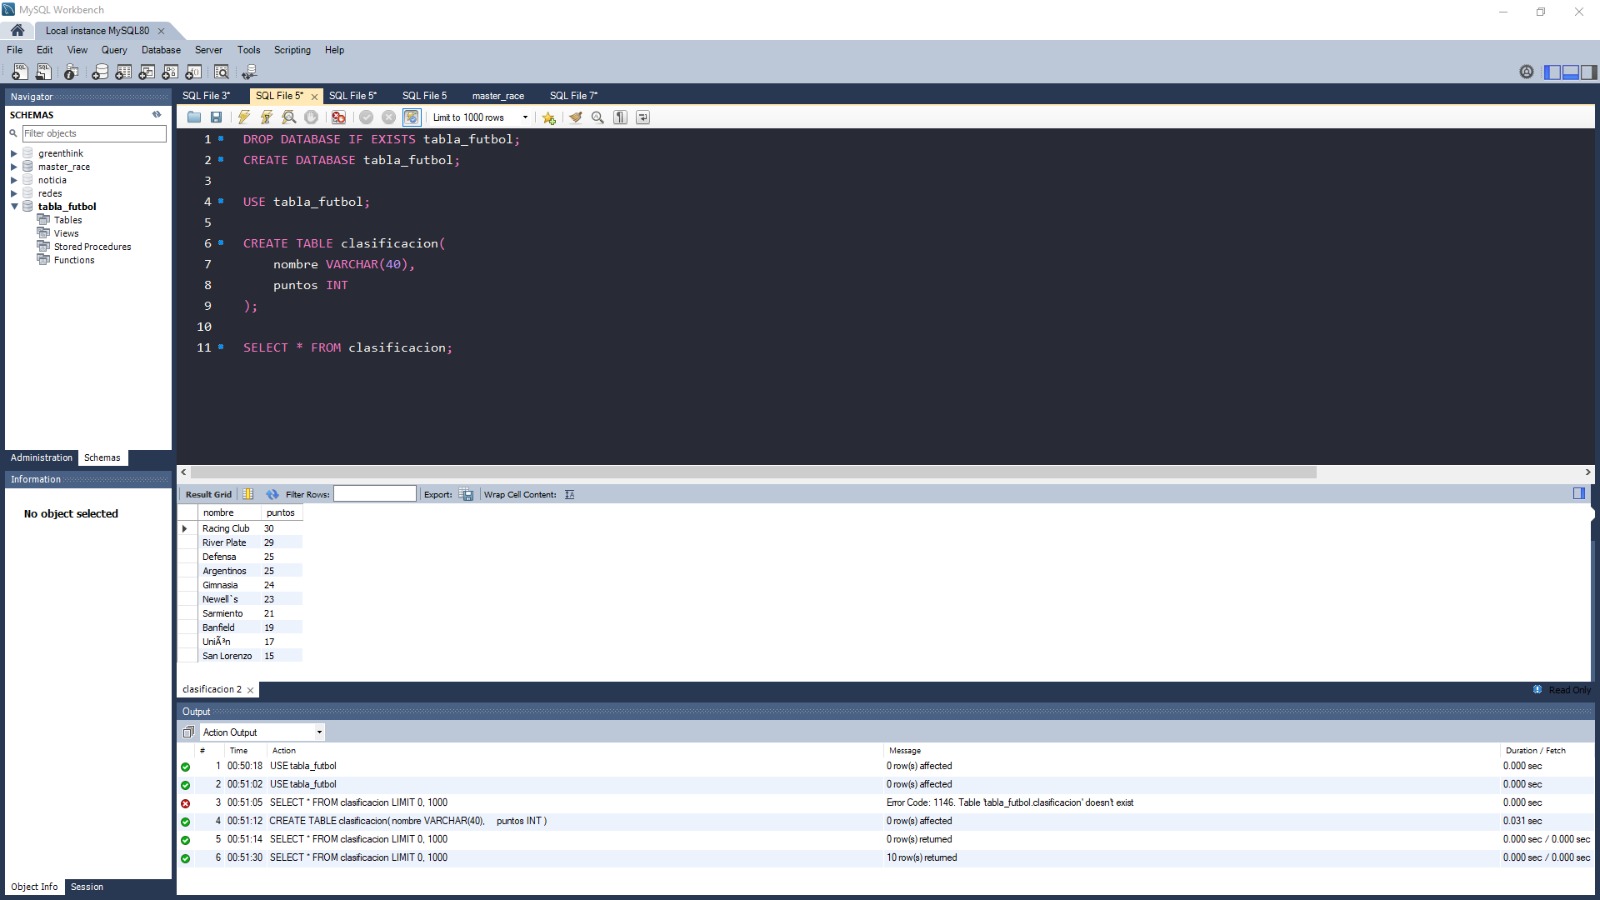 MySQL Workbench
Local instance MySQL80
File Edit View Query Database Server Tools Scripting Help
Navigator
SCHEMAS
Filter objects
greenthink
master_race
noticia
redes
tabla_futbol
Tables
Views
Stored Procedures
Functions
Administration Schemas
Information
No object selected
Object Info Session
SQL File 3* SQL File 5* SQL File 5* SQL File 5 master_race SQL File 7*
Limit to 1000 rows
1 DROP DATABASE IF EXISTS tabla_futbol;
2 CREATE DATABASE tabla_futbol;
3
4 USE tabla_futbol;
5
6 CREATE TABLE clasificacion(
7 nombre VARCHAR(40),
8 puntos INT
9 );
10
11 SELECT * FROM clasificacion;
Result Grid Filter Rows: Export: Wrap Cell Content:
nombre puntos
Racing Club 30
River Plate 29
Defensa 25
Argentinos 25
Gimnasia 24
Newell`s 23
Sarmiento 21
Banfield 19
UniÃ³n 17
San Lorenzo 15
clasificacion 2
Read Only
Output
Action Output
# Time Action Message Duration / Fetch
1 00:50:18 USE tabla_futbol 0 row(s) affected 0.000 sec
2 00:51:02 USE tabla_futbol 0 row(s) affected 0.000 sec
3 00:51:05 SELECT * FROM clasificacion LIMIT 0, 1000 Error Code: 1146. Table 'tabla_futbol.clasificacion' doesn't exist 0.000 sec
4 00:51:12 CREATE TABLE clasificacion( nombre VARCHAR(40), puntos INT ) 0 row(s) affected 0.031 sec
5 00:51:14 SELECT * FROM clasificacion LIMIT 0, 1000 0 row(s) returned 0.000 sec / 0.000 sec
6 00:51:30 SELECT * FROM clasificacion LIMIT 0, 1000 10 row(s) returned 0.000 sec / 0.000 sec